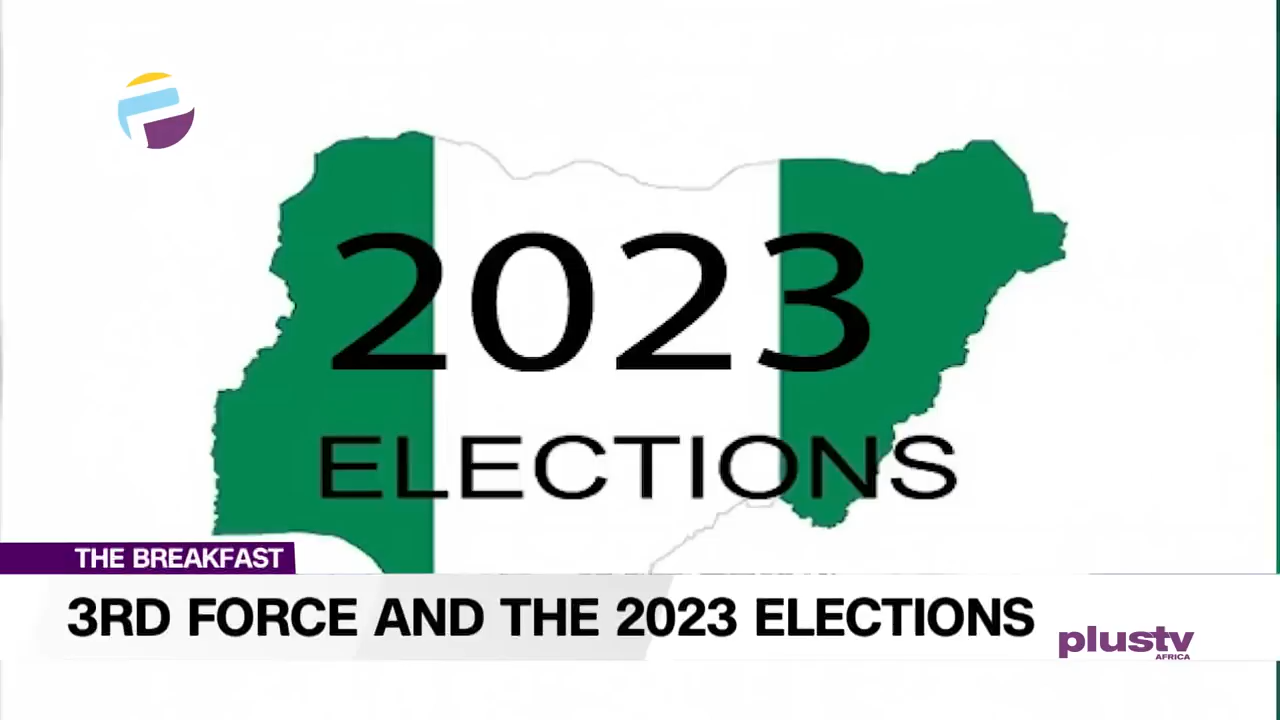 2023
ELECTIONS
THE BREAKFAST
3RD FORCE AND THE 2023 ELECTIONS
plustv
AFRICA